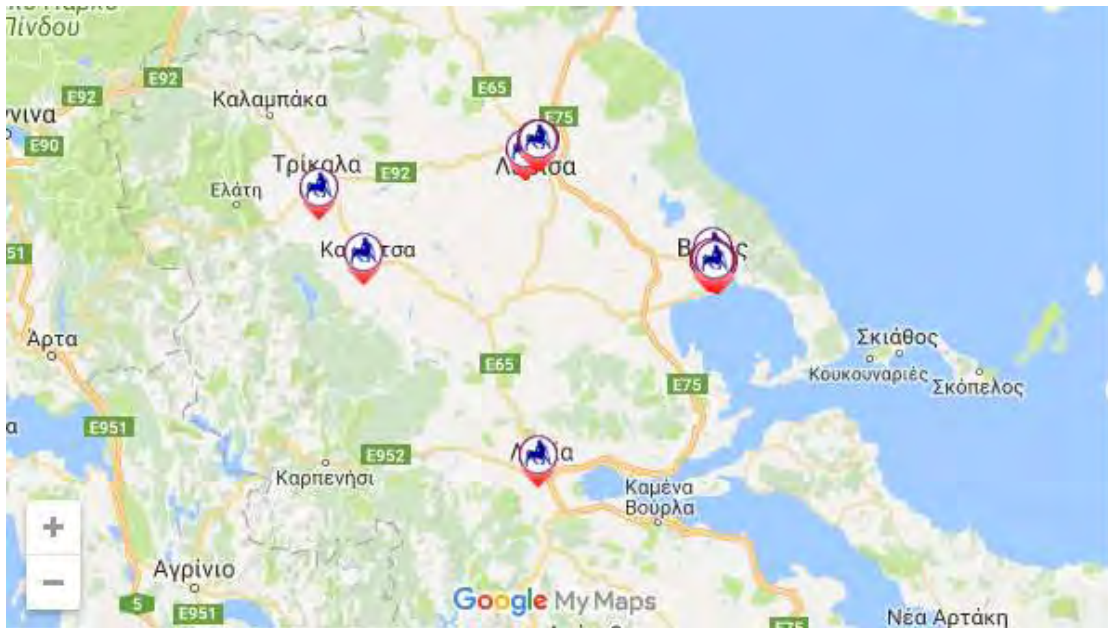 Πίνδου
E92
E92
Καλαμπάκα
E65
E75
E90
Τρίκαλα
E92
Ελάτη
51
Άρτα
E65
E75
Σκιάθος
Κουκουναριές
Σκόπελος
E951
E952
Καρπενήσι
Καμένα
Βούρλα
+
−
Αγρίνιο
5
E951
Google My Maps
E75
Νέα Αρτάκη